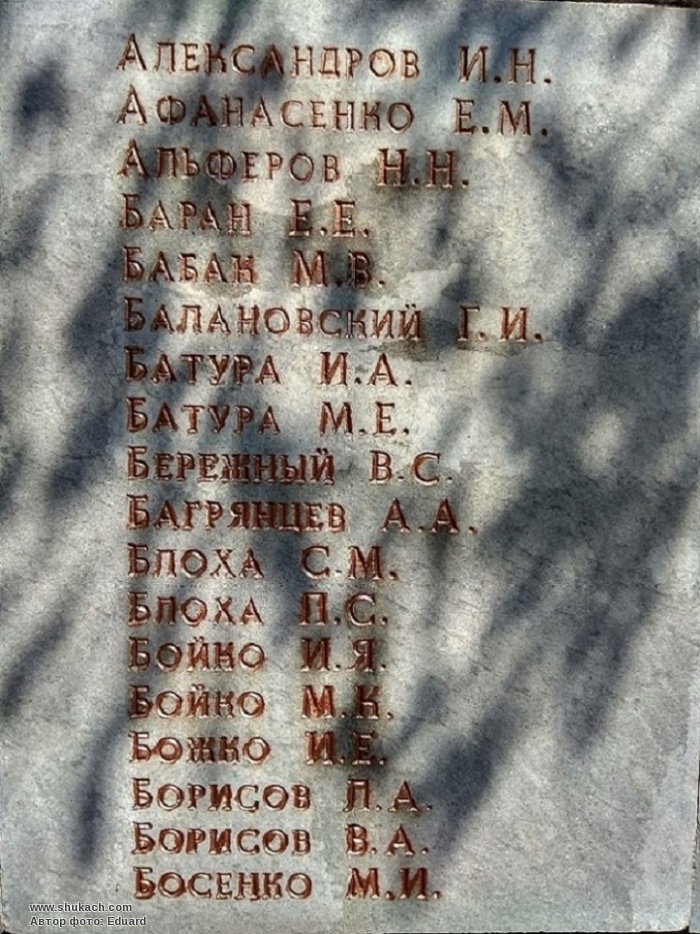 Александров И.Н.
Афанасенко Е.М.
Альферов Н.Н.
Баран Е.Е.
Бабак М.В.
Балановский Г.И.
Батура И.А.
Батура М.Е.
Бережный В.С.
Багрянцев А.А.
Блоха С.М.
Блоха П.С.
Бойко И.Я.
Бойко М.К.
Божко И.Е.
Борисов Л.А.
Борисов В.А.
Босенко М.И.
www.shukach.com
Автор фото: Eduard